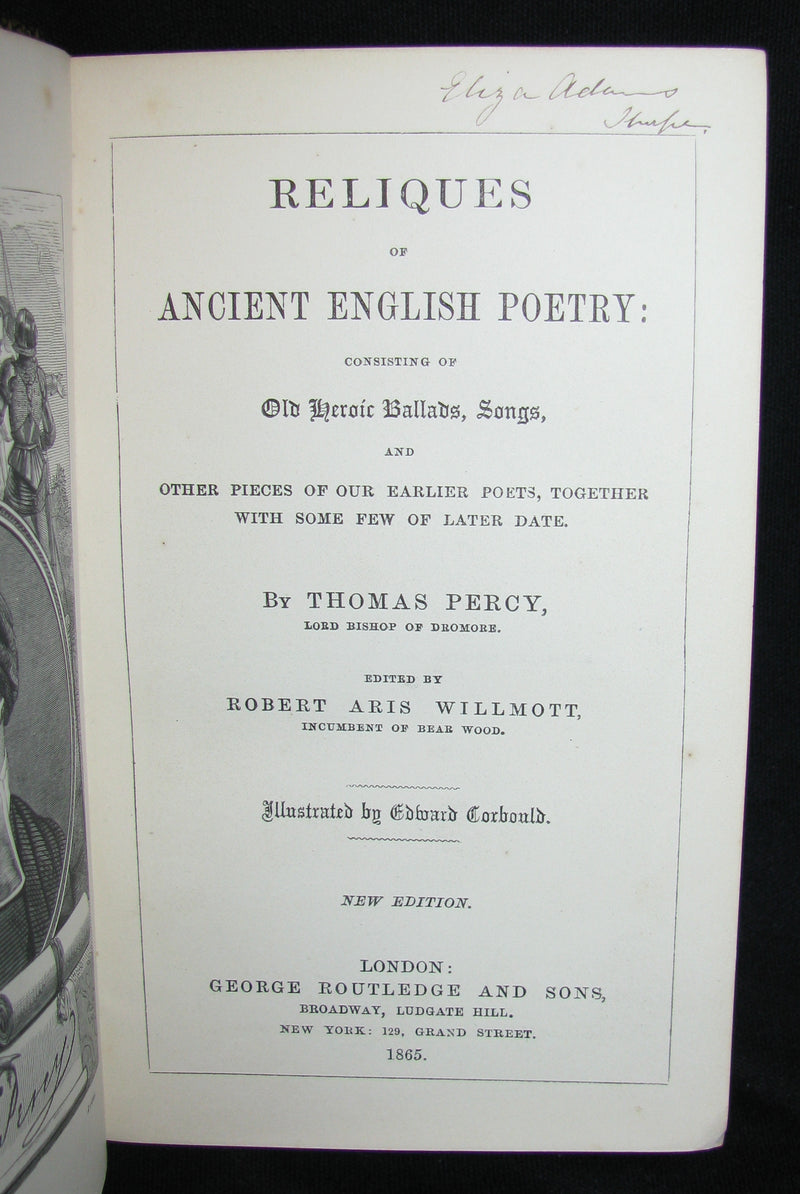 Eliza Adams
Sharpe.
RELIQUES
OF
ANCIENT ENGLISH POETRY:
CONSISTING OF
Old Heroic Ballads, Songs,
AND
OTHER PIECES OF OUR EARLIER POETS, TOGETHER
WITH SOME FEW OF LATER DATE.
BY THOMAS PERCY,
LORD BISHOP OF DROMORE.
EDITED BY
ROBERT ARIS WILLMOTT,
INCUMBENT OF BEAR WOOD.
Illustrated by Edward Corbould.
NEW EDITION.
LONDON:
GEORGE ROUTLEDGE AND SONS,
BROADWAY, LUDGATE HILL.
NEW YORK: 129, GRAND STREET.
1865.